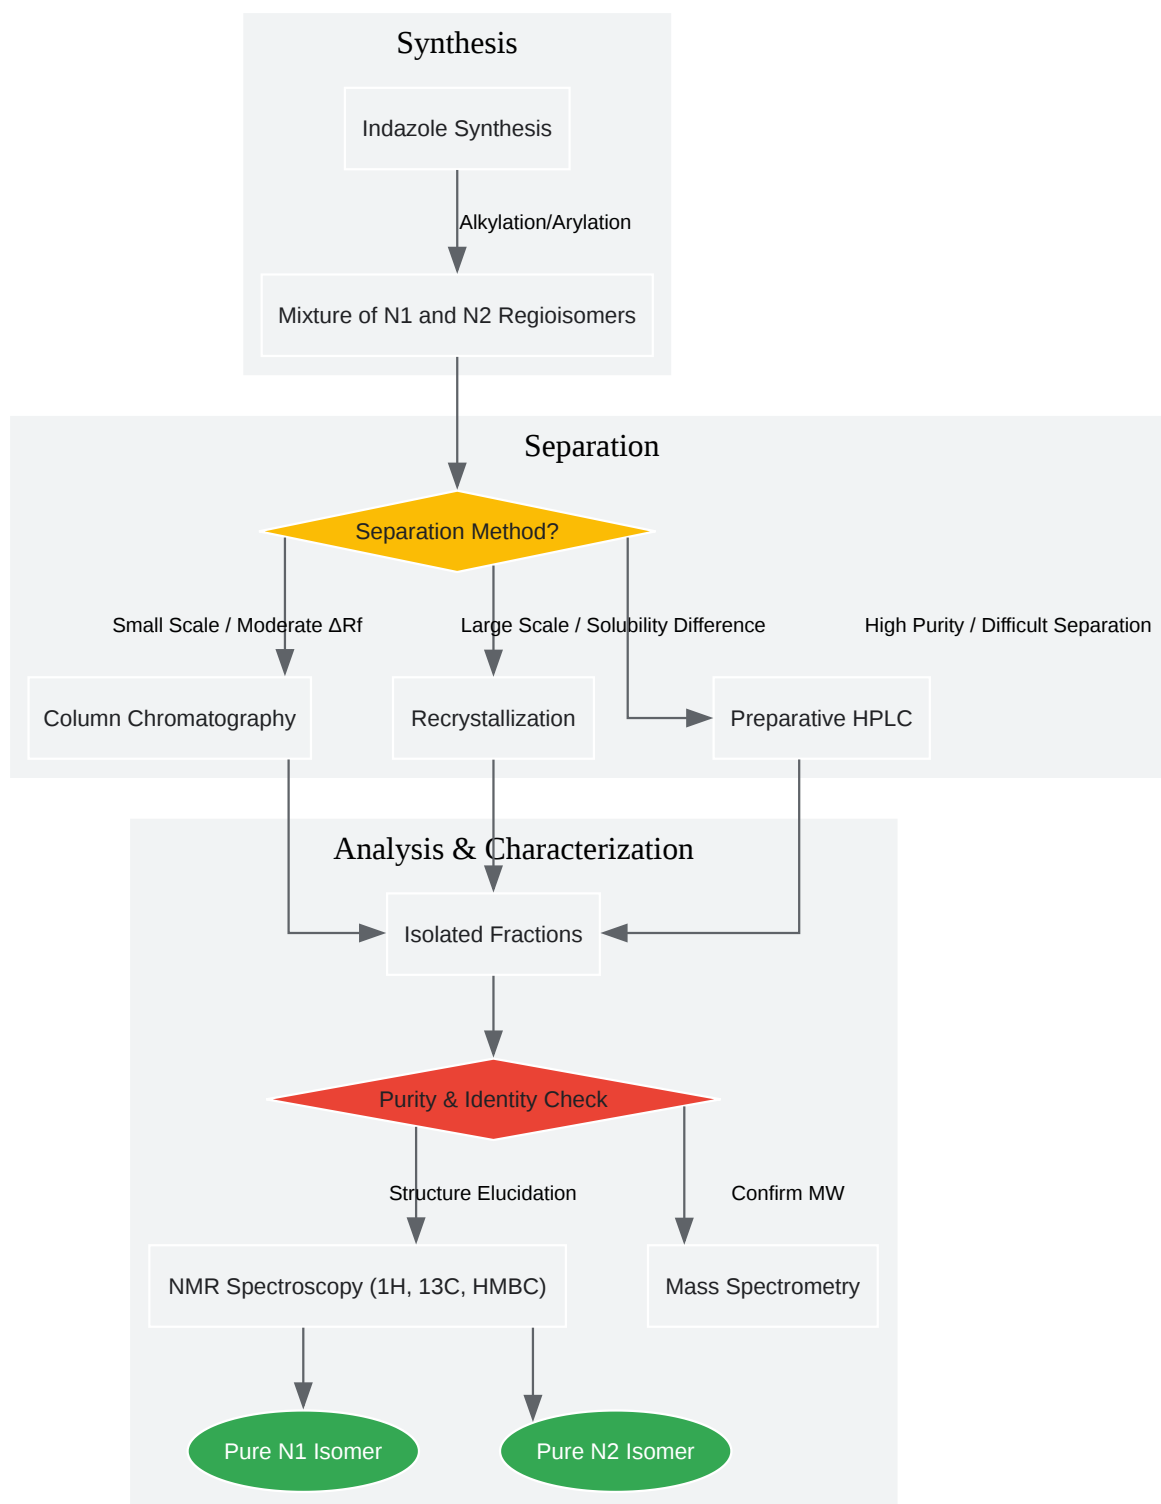 Synthesis
Indazole Synthesis
Alkylation/Arylation
Mixture of N1 and N2 Regioisomers
Separation
Separation Method?
Small Scale / Moderate ΔRf
Large Scale / Solubility Difference
High Purity / Difficult Separation
Column Chromatography
Recrystallization
Preparative HPLC
Analysis & Characterization
Isolated Fractions
Purity & Identity Check
Structure Elucidation
Confirm MW
NMR Spectroscopy (1H, 13C, HMBC)
Mass Spectrometry
Pure N1 Isomer
Pure N2 Isomer